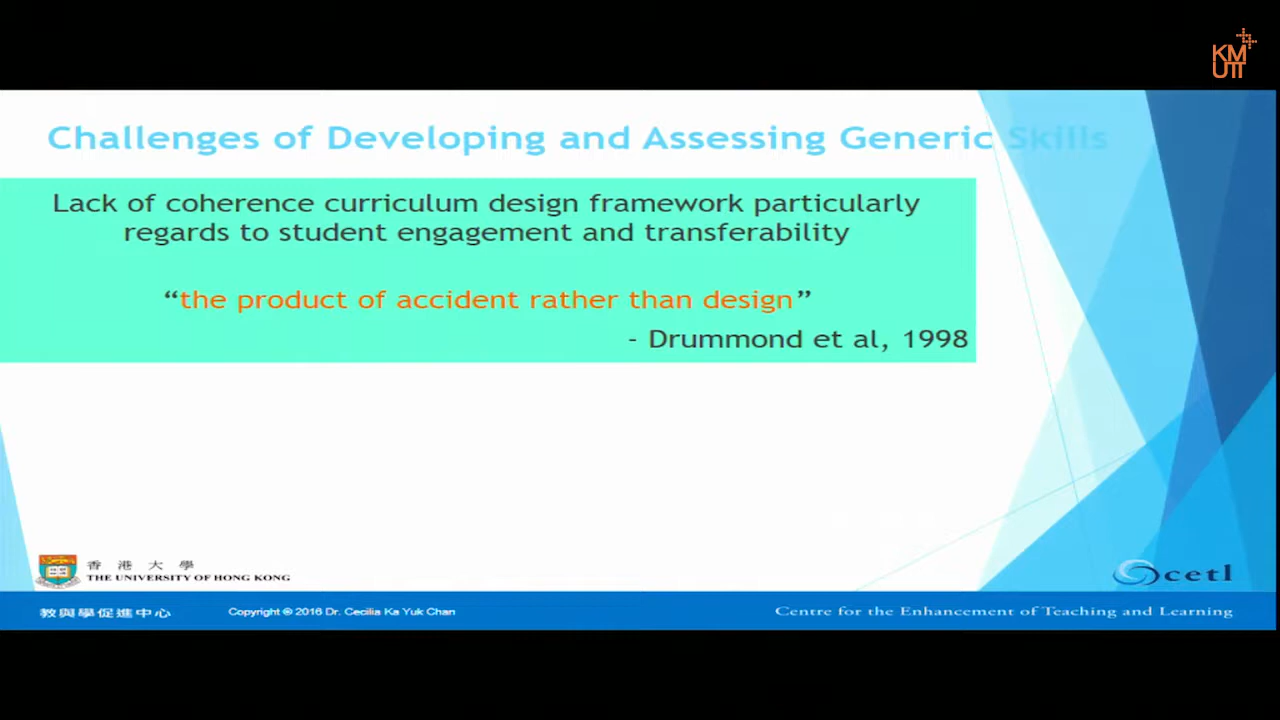 KM
UTT
Challenges of Developing and Assessing Generic Skills
Lack of coherence curriculum design framework particularly
regards to student engagement and transferability
“the product of accident rather than design”
- Drummond et al, 1998
香港大學
THE UNIVERSITY OF HONG KONG
cetl
教與學促進中心
Copyright © 2016 Dr. Cecilia Ka Yuk Chan
Centre for the Enhancement of Teaching and Learning